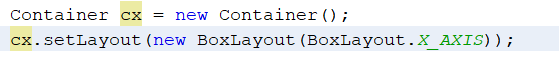 Container cx = new Container();
cx.setLayout(new BoxLayout(BoxLayout.X_AXIS));